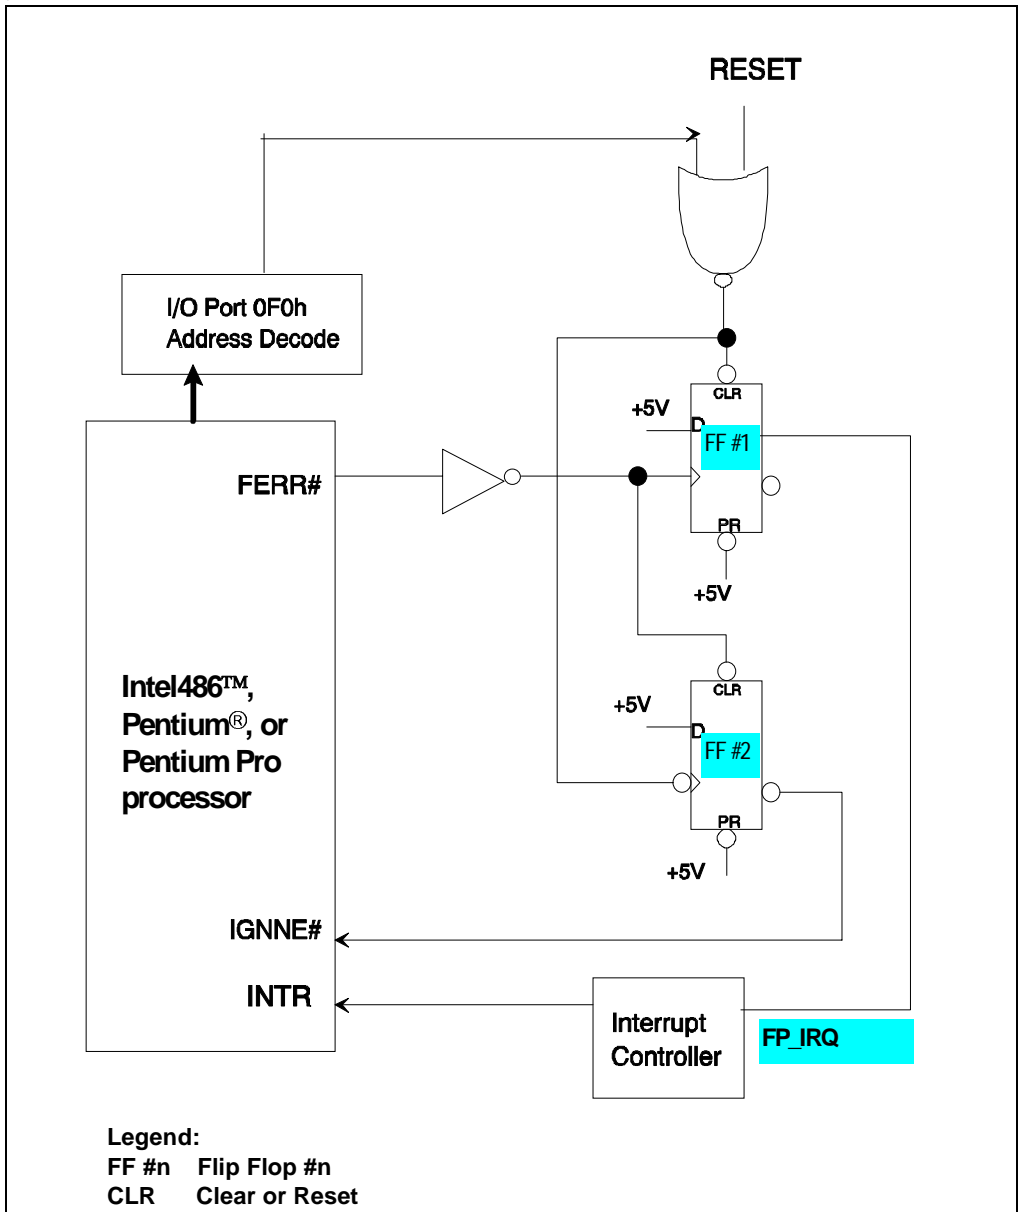 RESET
I/O Port 0F0h
Address Decode
CLR
+5V
D
FF #1
FERR#
PR
+5V
Intel486™,
Pentium®, or
Pentium Pro
processor
CLR
+5V
D
FF #2
PR
+5V
IGNNE#
INTR
Interrupt
Controller
FP_IRQ
Legend:
FF #n Flip Flop #n
CLR Clear or Reset